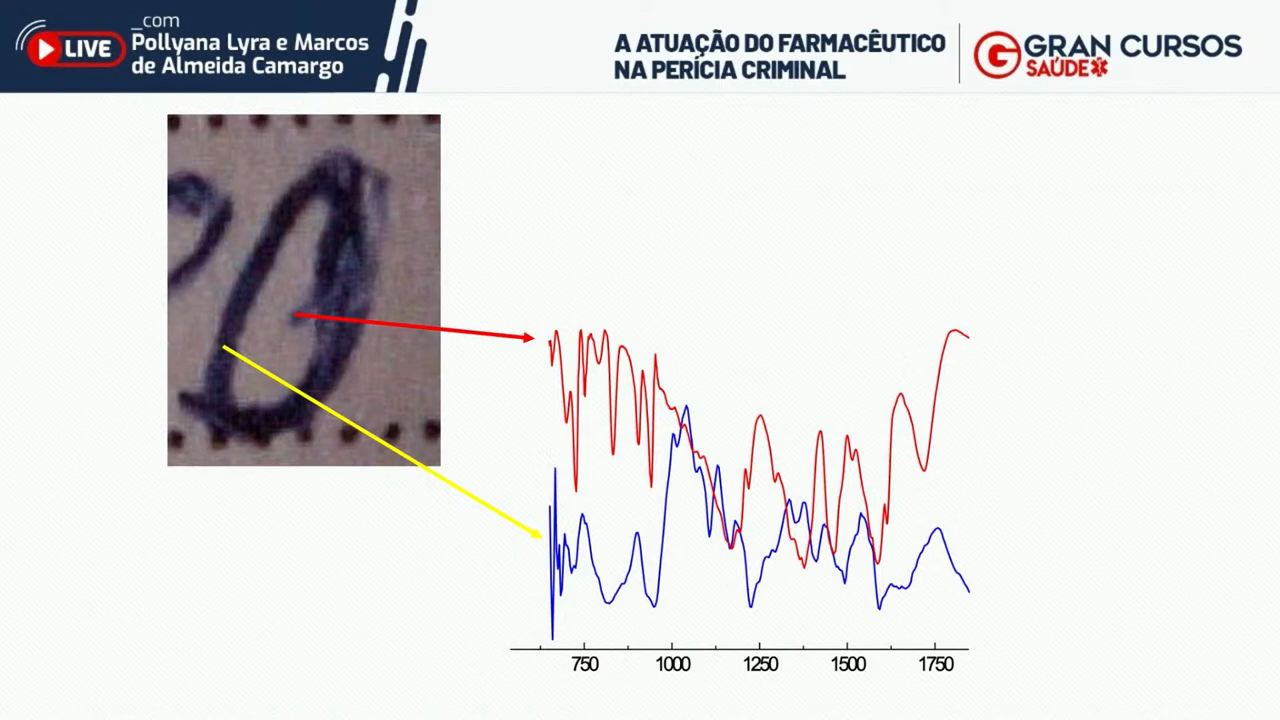 LIVE
_com
Pollyana Lyra e Marcos
de Almeida Camargo
A ATUAÇÃO DO FARMACÊUTICO
NA PERÍCIA CRIMINAL
G GRAN CURSOS
SAÚDE
0
750 1000 1250 1500 1750